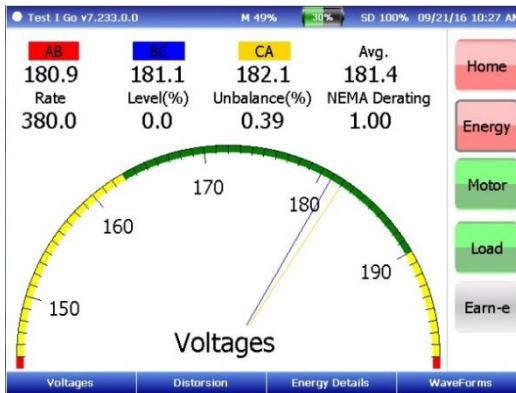 Test I Go v7.233.0.0 M 49% 30% SD 100% 09/21/16 10:27 AM
AB BC CA Avg.
180.9 181.1 182.1 181.4
Rate Level(%) Unbalance(%) NEMA Derating
380.0 0.0 0.39 1.00
Home
Energy
Motor
Load
Earn-e
150 160 170 180 190
Voltages
Voltages Distorsion Energy Details WaveForms